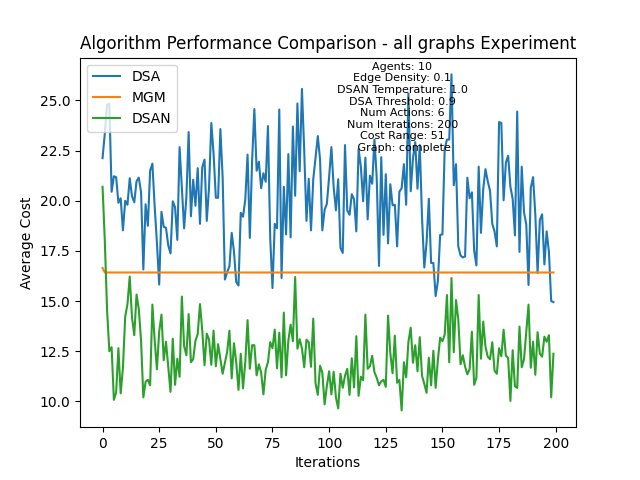 Algorithm Performance Comparison - all graphs Experiment
DSA
MGM
DSAN
Agents: 10
Edge Density: 0.1
DSAN Temperature: 1.0
DSA Threshold: 0.9
Num Actions: 6
Num Iterations: 200
Cost Range: 51
Graph: complete
Average Cost
25.0
22.5
20.0
17.5
15.0
12.5
10.0
0 25 50 75 100 125 150 175 200
Iterations